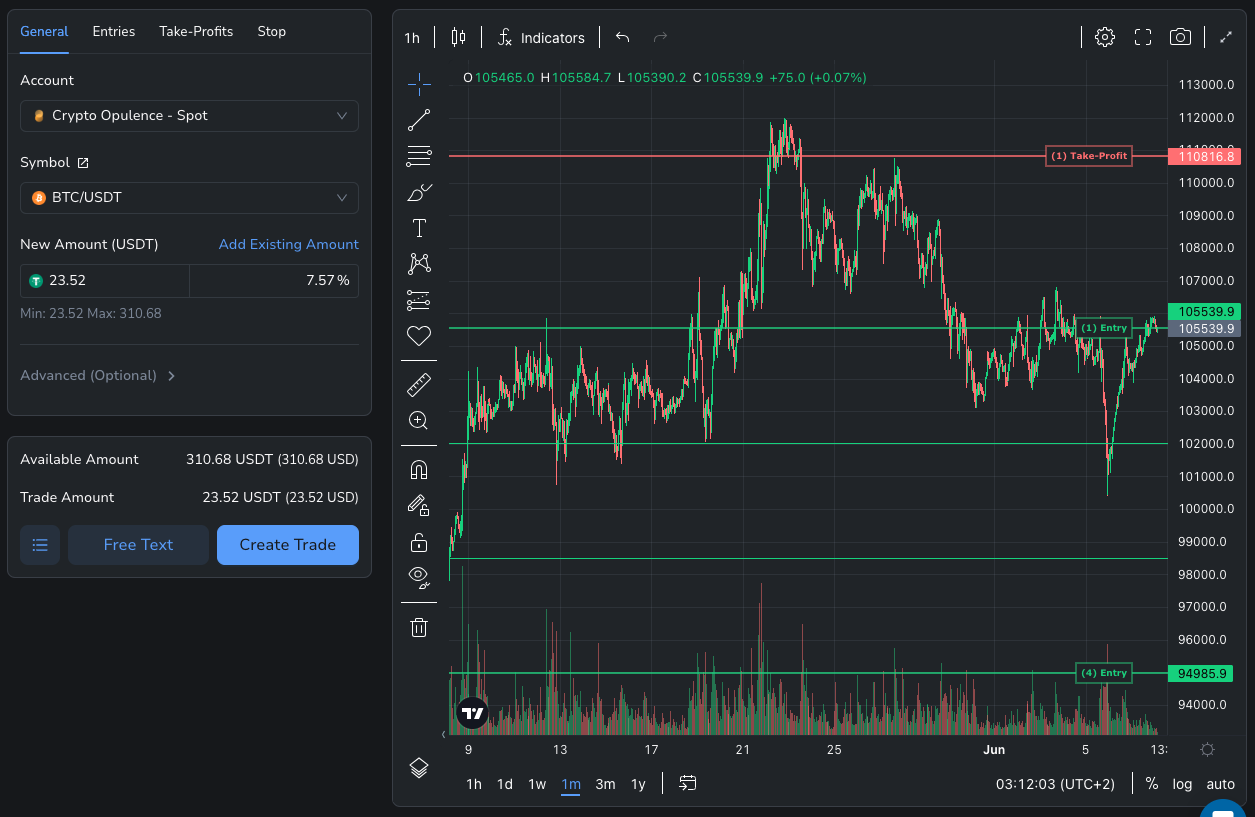 General Entries Take-Profits Stop
Account
Crypto Opulence - Spot
Symbol
BTC/USDT
New Amount (USDT) Add Existing Amount
23.52 7.57 %
Min: 23.52 Max: 310.68
Advanced (Optional)
Available Amount 310.68 USDT (310.68 USD)
Trade Amount 23.52 USDT (23.52 USD)
Free Text Create Trade
1h Indicators
O105465.0 H105584.7 L105390.2 C105539.9 +75.0 (+0.07%)
113000.0
112000.0
111000.0
(1) Take-Profit 110816.8
110000.0
109000.0
108000.0
107000.0
105539.9
(1) Entry 105539.9
105000.0
104000.0
103000.0
102000.0
101000.0
100000.0
99000.0
98000.0
97000.0
96000.0
(4) Entry 94985.9
94000.0
9 13 17 21 25 Jun 5 13:
1h 1d 1w 1m 3m 1y 03:12:03 (UTC+2) % log auto